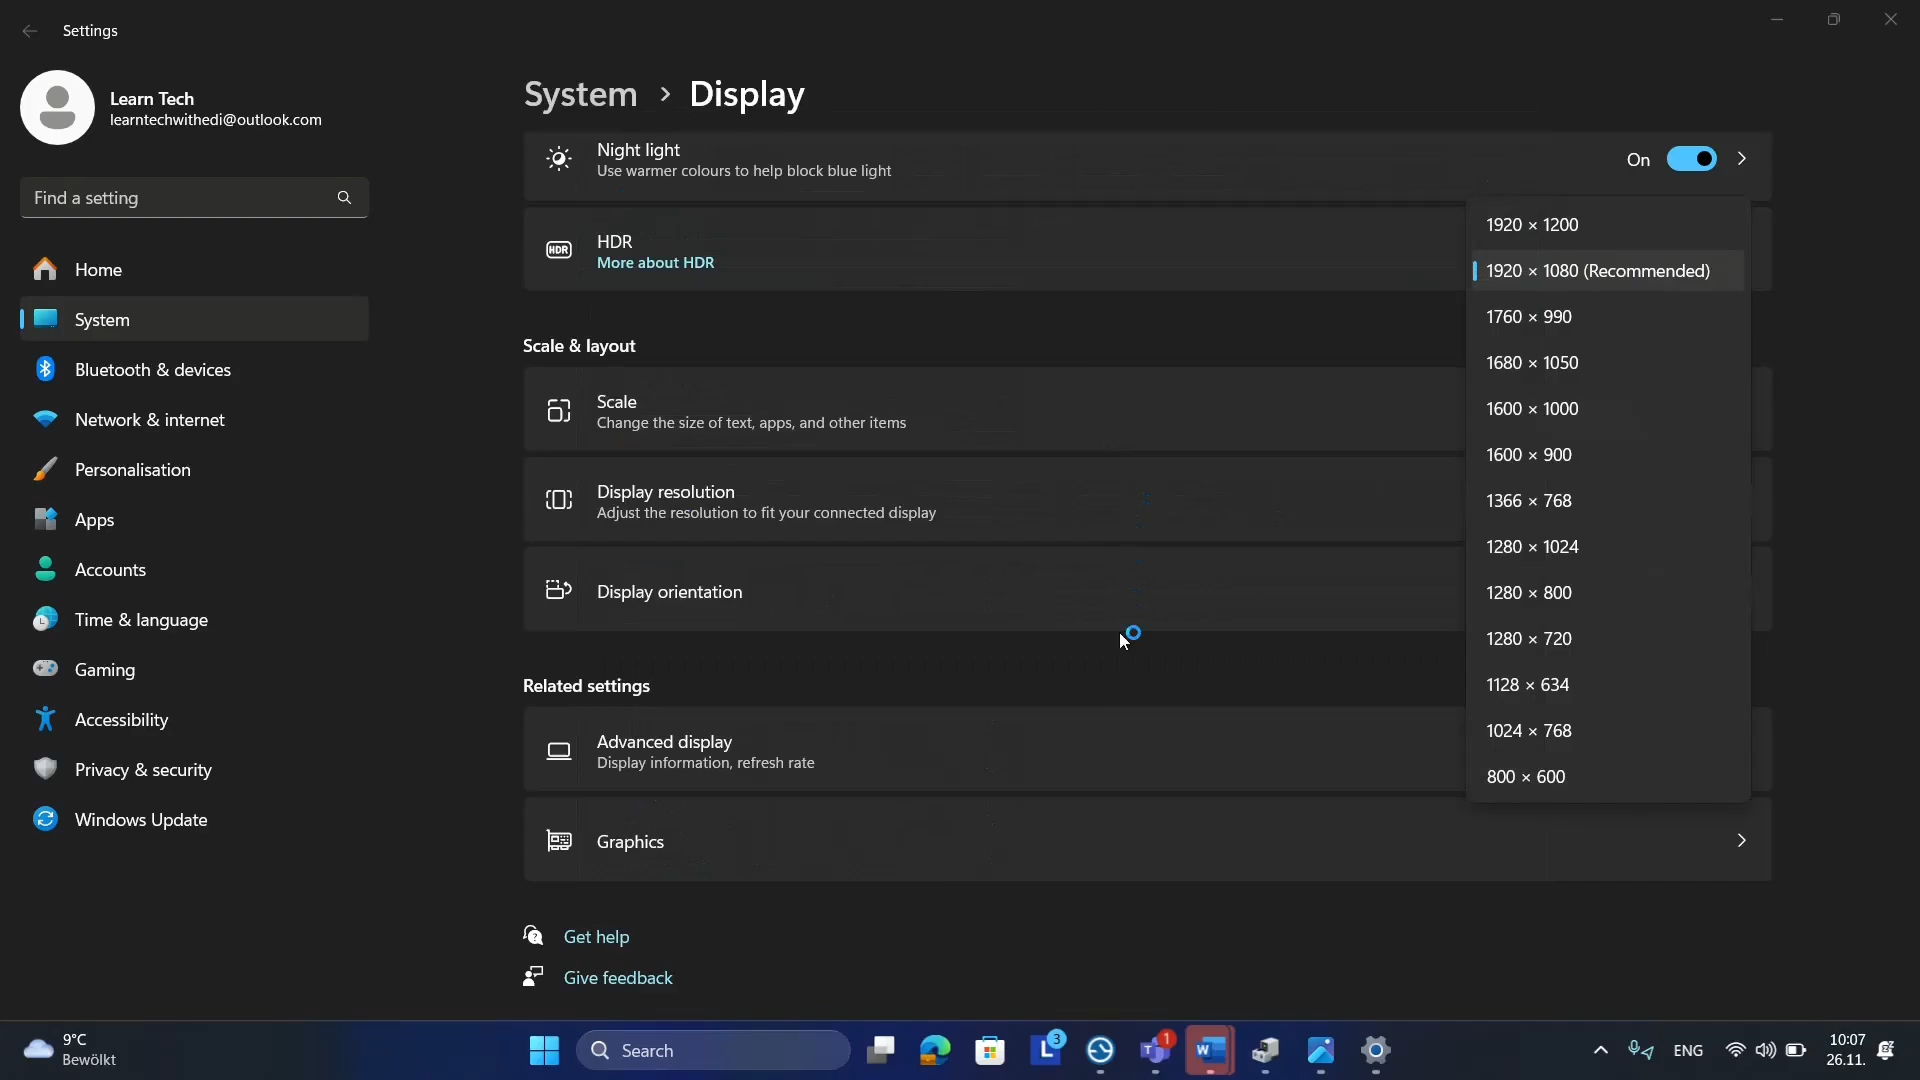 Settings
Learn Tech
learntechwithedi@outlook.com
Find a setting
Home
System
Bluetooth & devices
Network & internet
Personalisation
Apps
Accounts
Time & language
Gaming
Accessibility
Privacy & security
Windows Update
System > Display
Night light
Use warmer colours to help block blue light
On
HDR
HDR
More about HDR
Scale & layout
Scale
Change the size of text, apps, and other items
Display resolution
Adjust the resolution to fit your connected display
Display orientation
Related settings
Advanced display
Display information, refresh rate
Graphics
1920 × 1200
1920 × 1080 (Recommended)
1760 × 990
1680 × 1050
1600 × 1000
1600 × 900
1366 × 768
1280 × 1024
1280 × 800
1280 × 720
1128 × 634
1024 × 768
800 × 600
Get help
Give feedback
9°C
Bewölkt
Search
L
3
T
1
W
ENG
10:07
26.11.